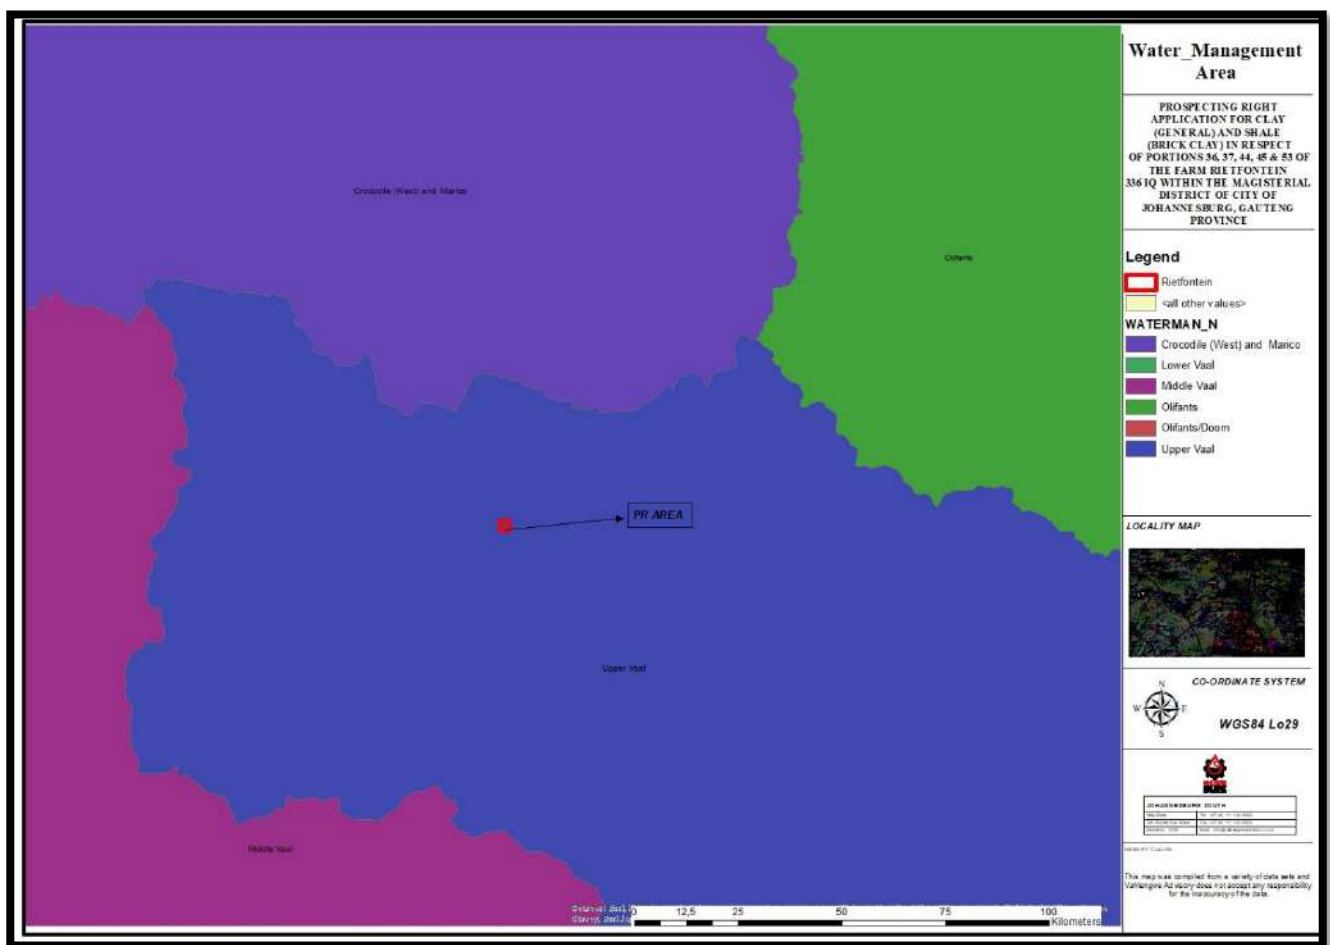 Water_Management
Area
PROSPECTING RIGHT
APPLICATION FOR CLAY
(GENERAL) AND SHALE
(BRICK CLAY) IN RESPECT
OF PORTIONS 36, 37, 44, 45 & 53 OF
THE FARM RIETFONTEIN
336 IQ WITHIN THE MAGISTERIAL
DISTRICT OF CITY OF
JOHANNESBURG, GAUTENG
PROVINCE
Legend
Rietfontein
<all other values>
WATERMAN_N
Crocodile (West) and Marico
Lower Vaal
Middle Vaal
Olifants
Olifants/Doorn
Upper Vaal
LOCALITY MAP
N
W E
S
CO-ORDINATE SYSTEM
WGS84 Lo29
JOHANNESBURG SOUTH
This map was compiled from a variety of data sets and
Vahlengwe Advisory does not accept any responsibility
for the inaccuracy of the data.
Crocodile (West) and Marico
Olifants
PR AREA
Upper Vaal
Middle Vaal
0 12,5 25 50 75 100
Kilometers